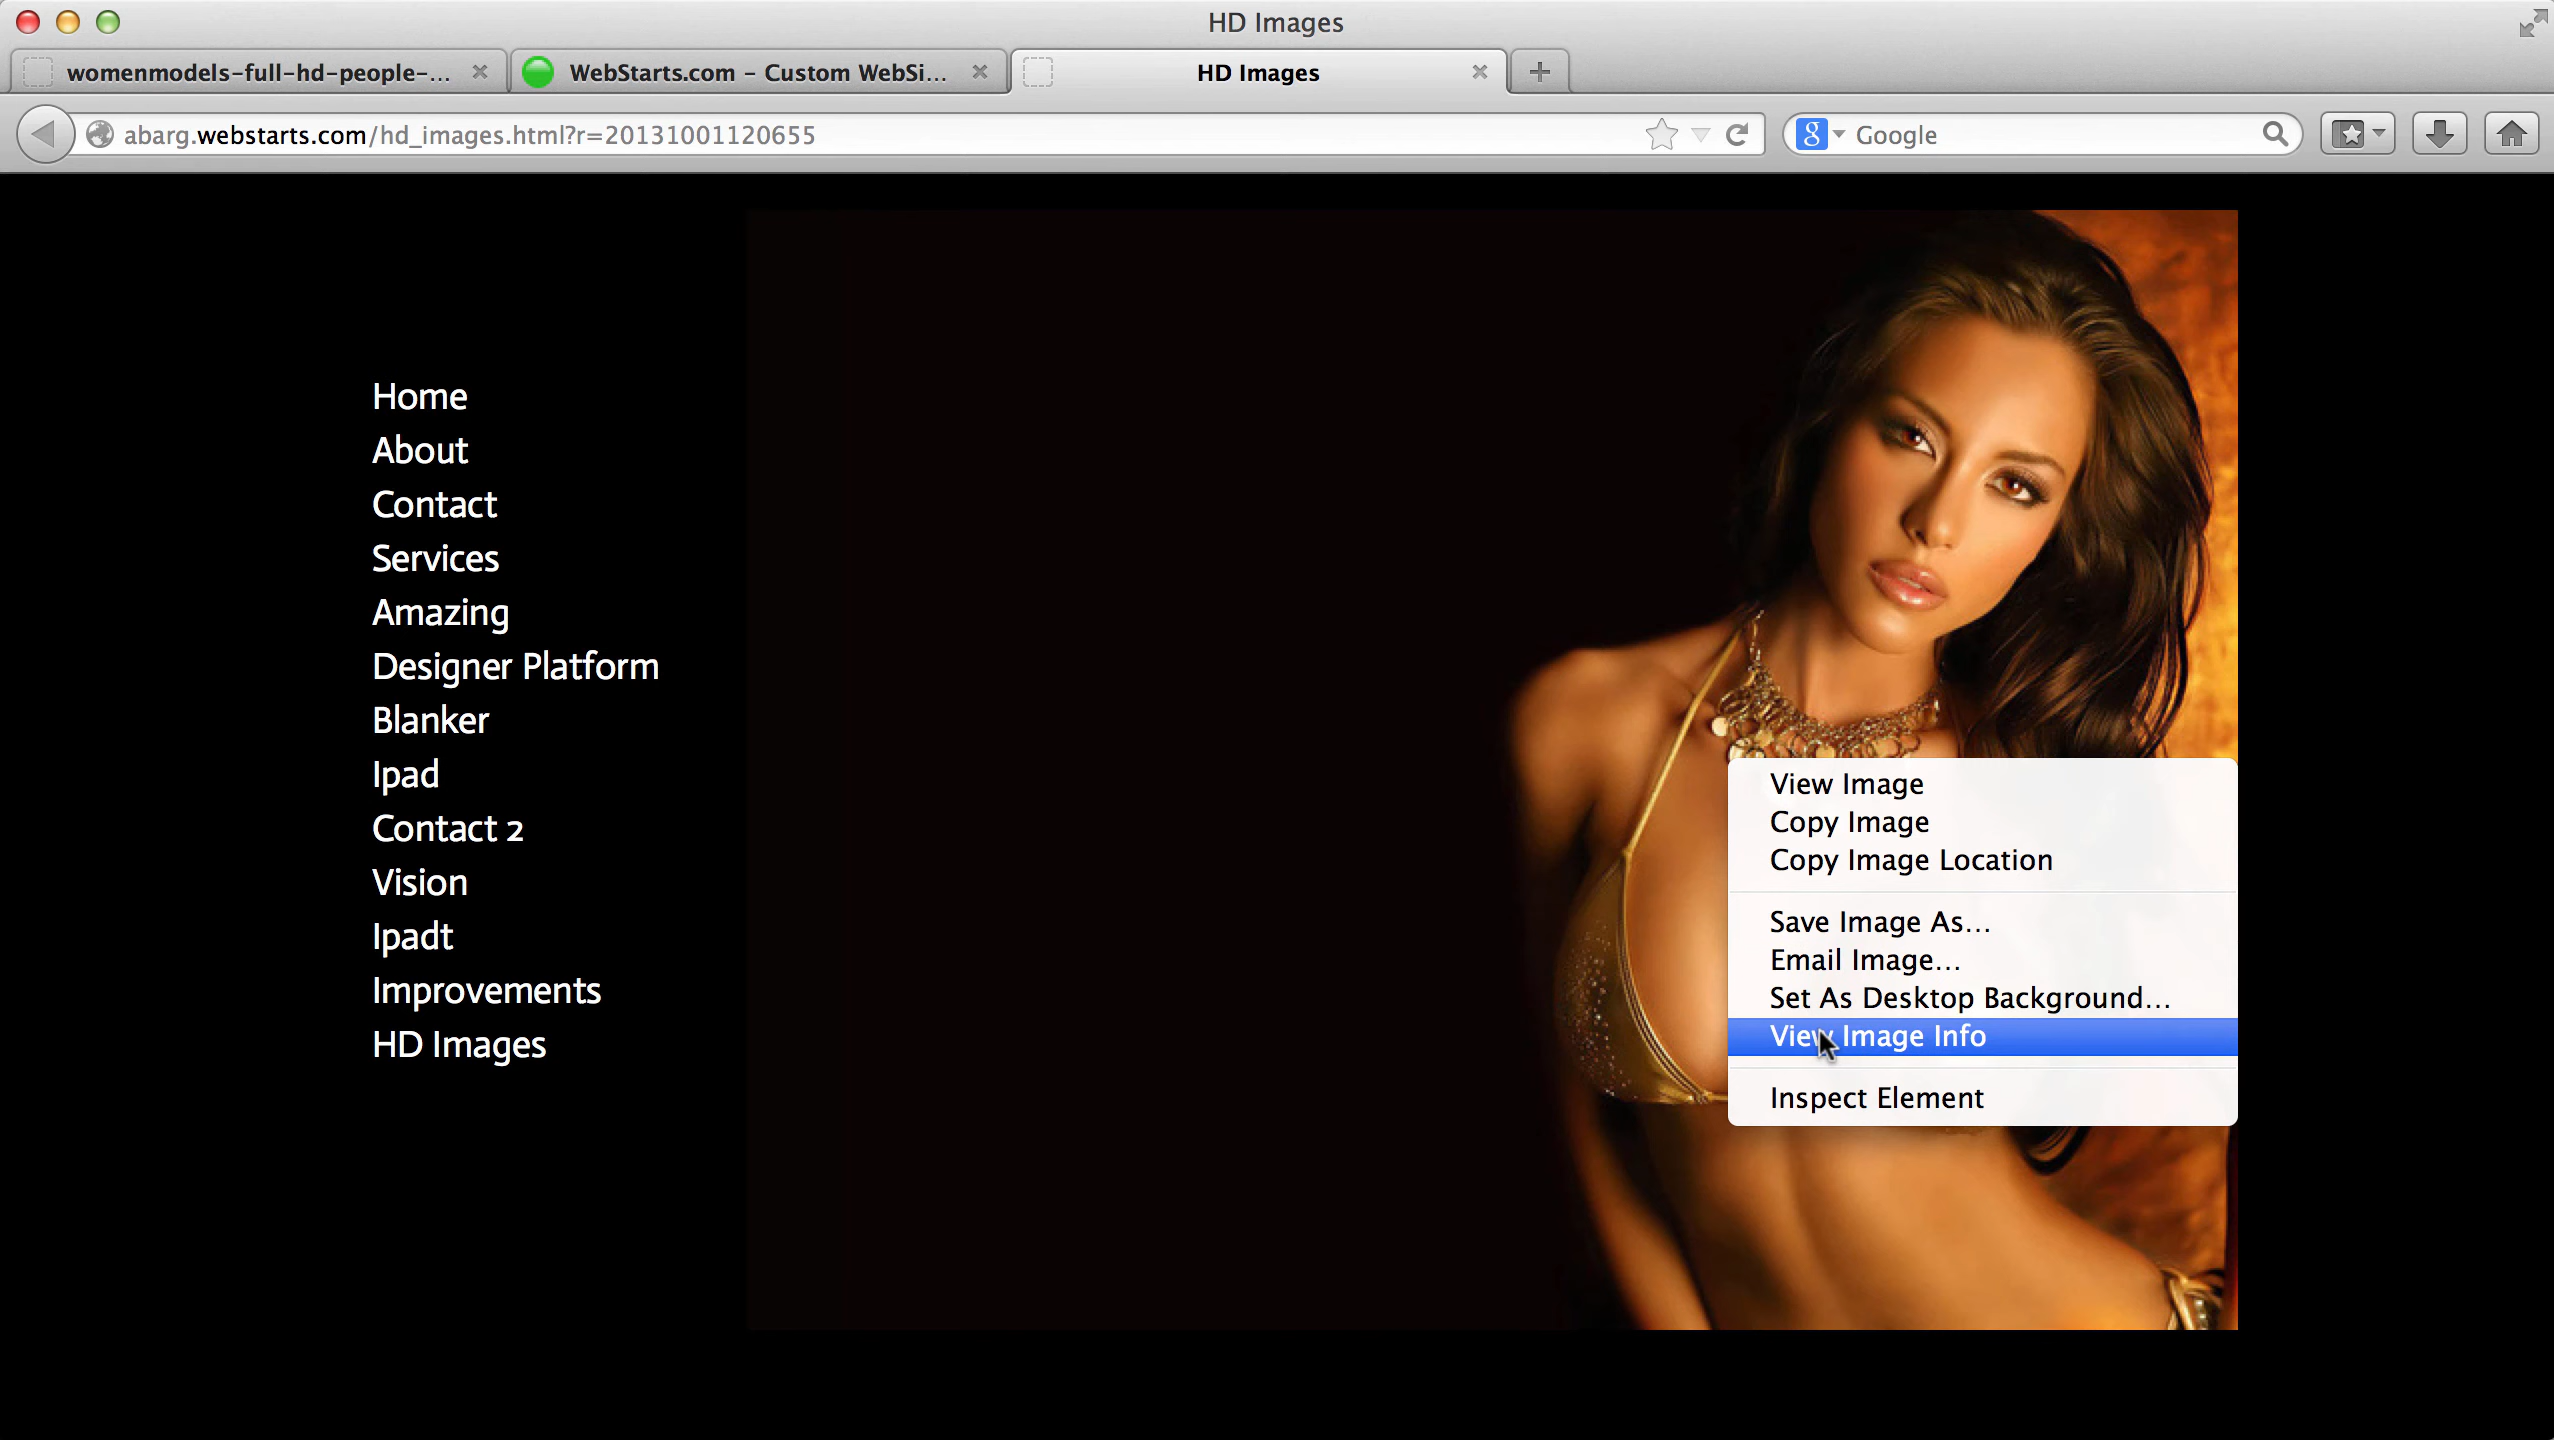 HD Images
womenmodels-full-hd-people-...
WebStarts.com - Custom WebSi...
HD Images
abarg.webstarts.com/hd_images.html?r=20131001120655
Google
Home
About
Contact
Services
Amazing
Designer Platform
Blanker
Ipad
Contact 2
Vision
Ipadt
Improvements
HD Images
View Image
Copy Image
Copy Image Location
Save Image As...
Email Image...
Set As Desktop Background...
View Image Info
Inspect Element